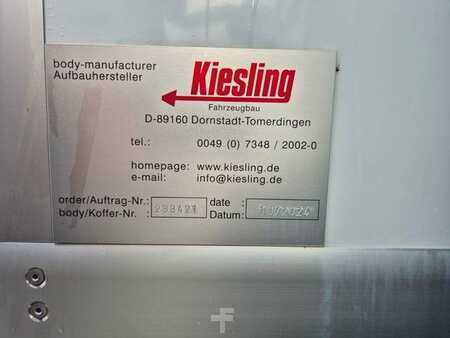 body-manufacturer
Aufbauhersteller
Kiesling
Fahrzeugbau
D-89160 Dornstadt-Tomerdingen
tel.: 0049 (0) 7348 / 2002-0
homepage: www.kiesling.de
e-mail: info@kiesling.de
order/Auftrag-Nr.: date :
body/Koffer-Nr. : Datum: